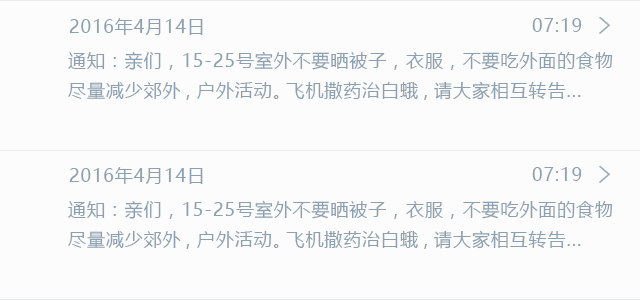 2016年4月14日 07:19
通知：亲们，15-25号室外不要晒被子，衣服，不要吃外面的食物
尽量减少郊外，户外活动。飞机撒药治白蛾，请大家相互转告...
2016年4月14日 07:19
通知：亲们，15-25号室外不要晒被子，衣服，不要吃外面的食物
尽量减少郊外，户外活动。飞机撒药治白蛾，请大家相互转告...